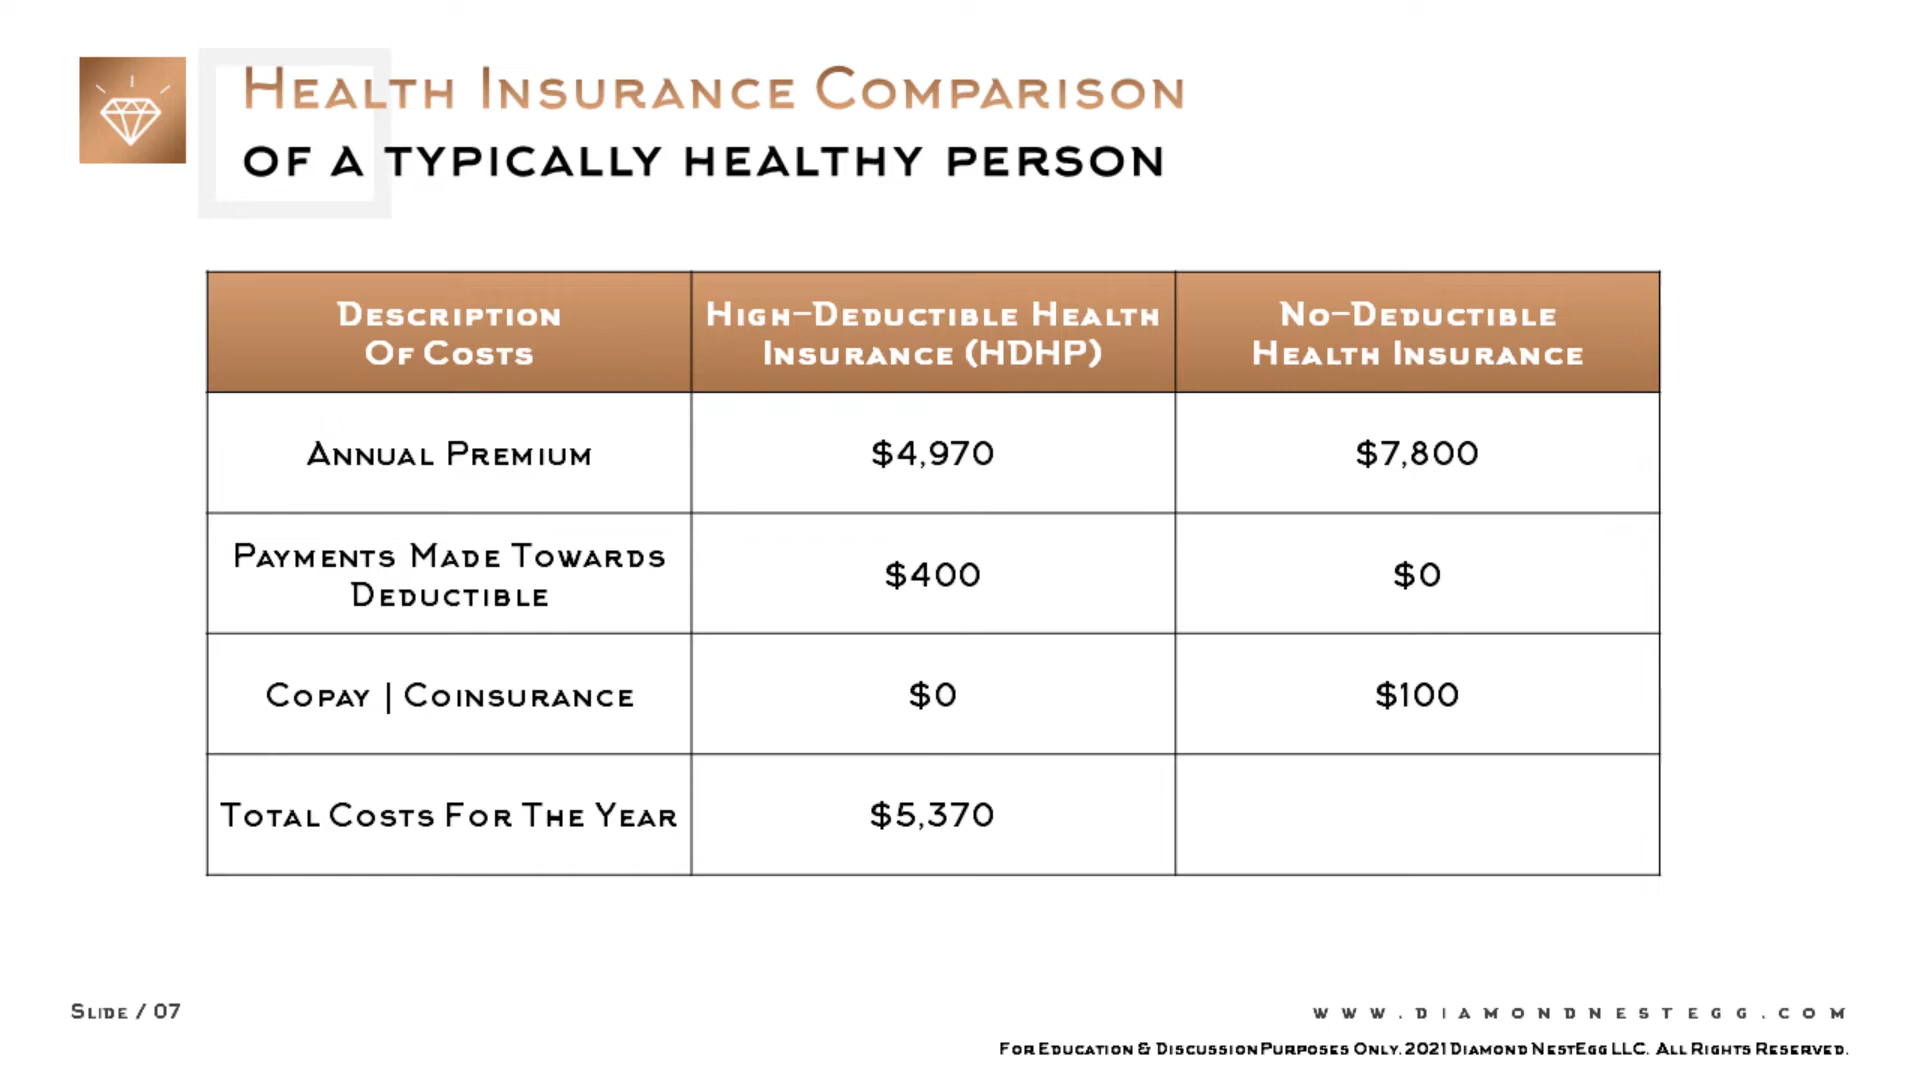 Health Insurance Comparison
of a typically healthy person
Description
Of Costs
High-Deductible Health
Insurance (HDHP)
No-Deductible
Health Insurance
Annual Premium
$4,970
$7,800
Payments Made Towards
Deductible
$400
$0
Copay | Coinsurance
$0
$100
Total Costs For The Year
$5,370
Slide / 07
www.diamondnestegg.com
For Education & Discussion Purposes Only. 2021 Diamond NestEgg LLC. All Rights Reserved.